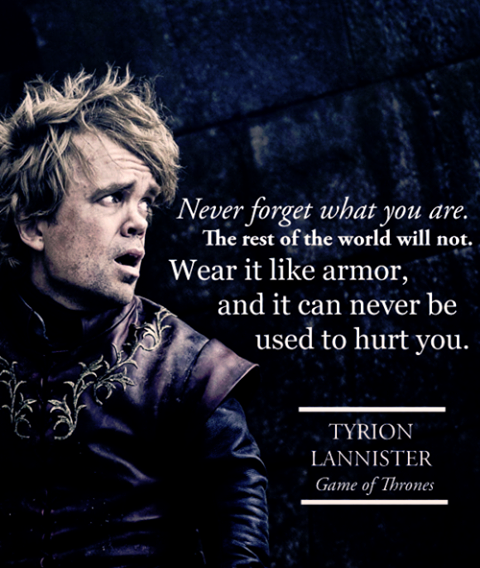 Never forget what you are.
The rest of the world will not.
Wear it like armor,
and it can never be
used to hurt you.
TYRION
LANNISTER
Game of Thrones